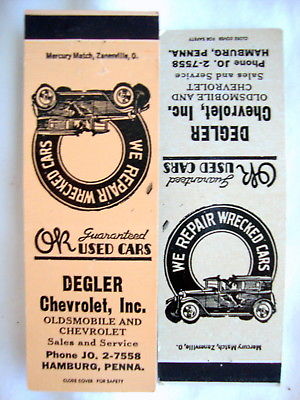 Mercury Match, Zanesville, O.
WE REPAIR WRECKED CARS
OK Guaranteed
USED CARS
DEGLER
Chevrolet, Inc.
OLDSMOBILE AND
CHEVROLET
Sales and Service
Phone JO. 2-7558
HAMBURG, PENNA.
CLOSE COVER FOR SAFETY
CLOSE COVER FOR SAFETY
HAMBURG, PENNA.
Phone JO. 2-7558
Sales and Service
CHEVROLET
OLDSMOBILE AND
Chevrolet, Inc.
DEGLER
USED CARS
OK Guaranteed
WE REPAIR WRECKED CARS
Mercury Match, Zanesville, O.